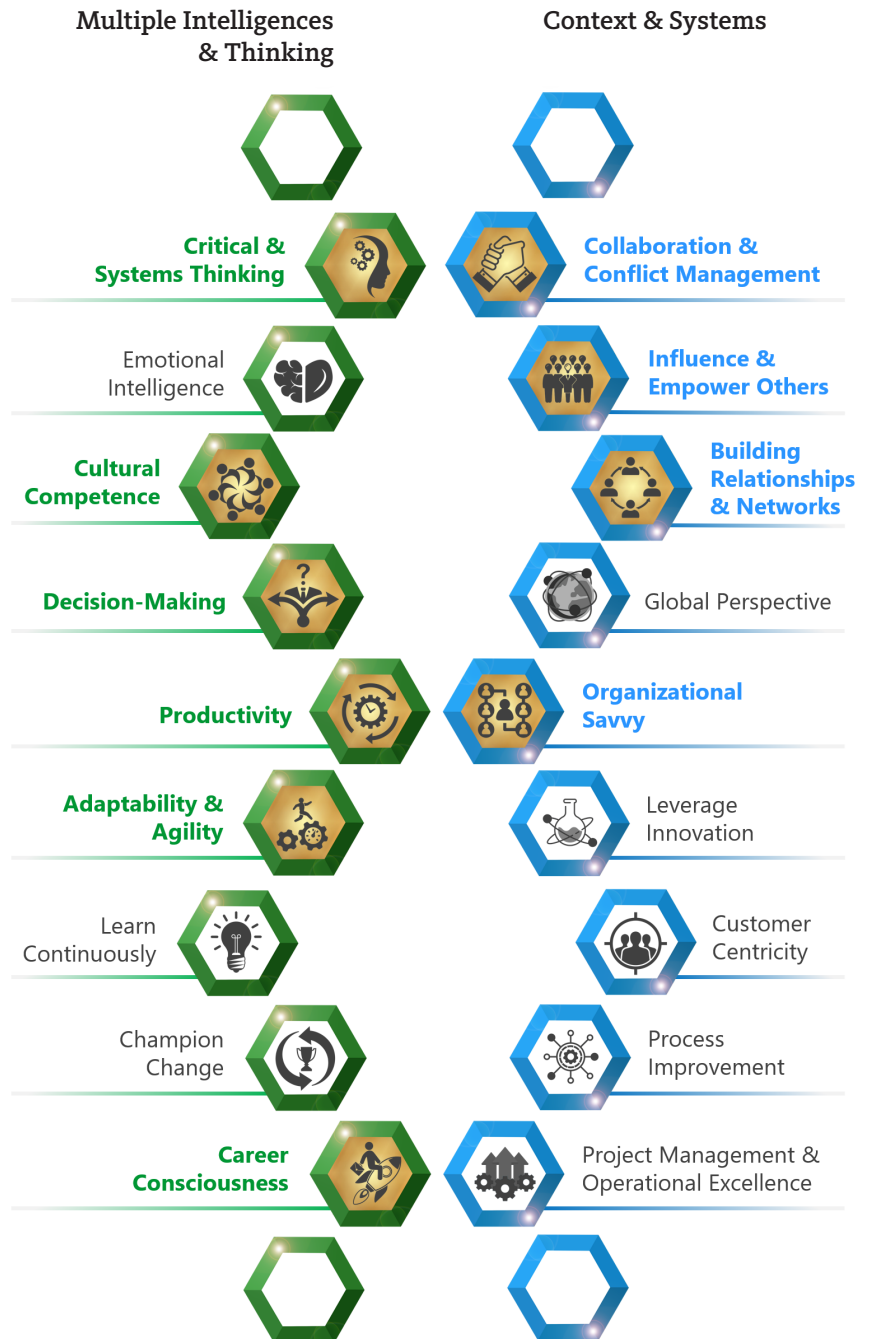 Multiple Intelligences
& Thinking
Context & Systems
Critical &
Systems Thinking
Collaboration &
Conflict Management
Emotional
Intelligence
Influence &
Empower Others
Cultural
Competence
Building
Relationships
& Networks
?
Decision-Making
Global Perspective
Productivity
Organizational
Savvy
Adaptability &
Agility
Leverage
Innovation
Learn
Continuously
Customer
Centricity
Champion
Change
Process
Improvement
Career
Consciousness
Project Management &
Operational Excellence